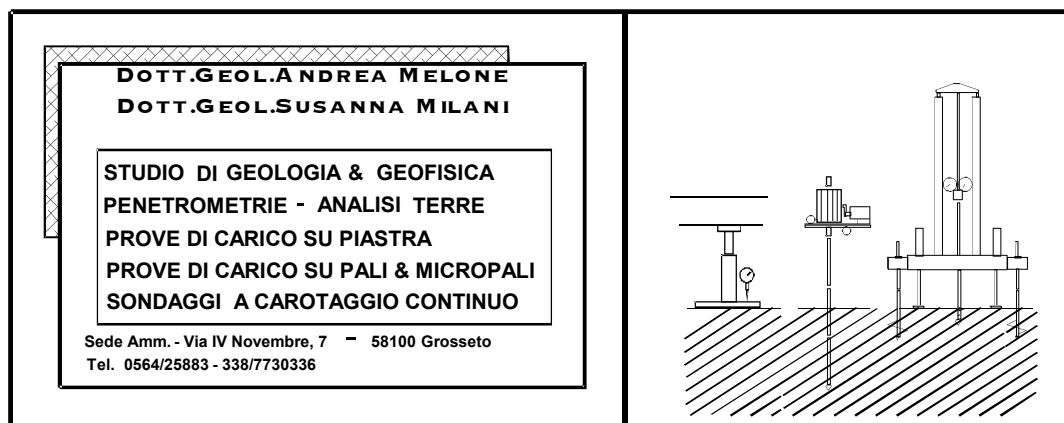 DOTT.GEOL.ANDREA MELONE
DOTT.GEOL.SUSANNA MILANI
STUDIO DI GEOLOGIA & GEOFISICA
PENETROMETRIE - ANALISI TERRE
PROVE DI CARICO SU PIASTRA
PROVE DI CARICO SU PALI & MICROPALI
SONDAGGI A CAROTAGGIO CONTINUO
Sede Amm. - Via IV Novembre, 7 - 58100 Grosseto
Tel. 0564/25883 - 338/7730336